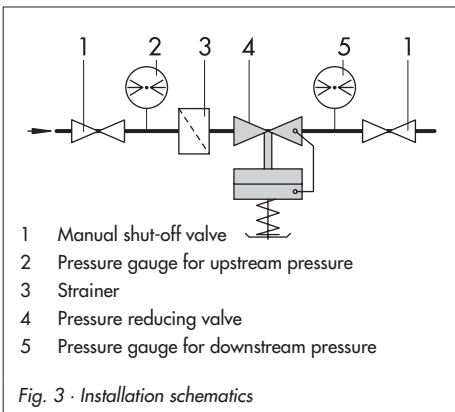 1 2 3 4 5 1
1 Manual shut-off valve
2 Pressure gauge for upstream pressure
3 Strainer
4 Pressure reducing valve
5 Pressure gauge for downstream pressure
Fig. 3 · Installation schematics